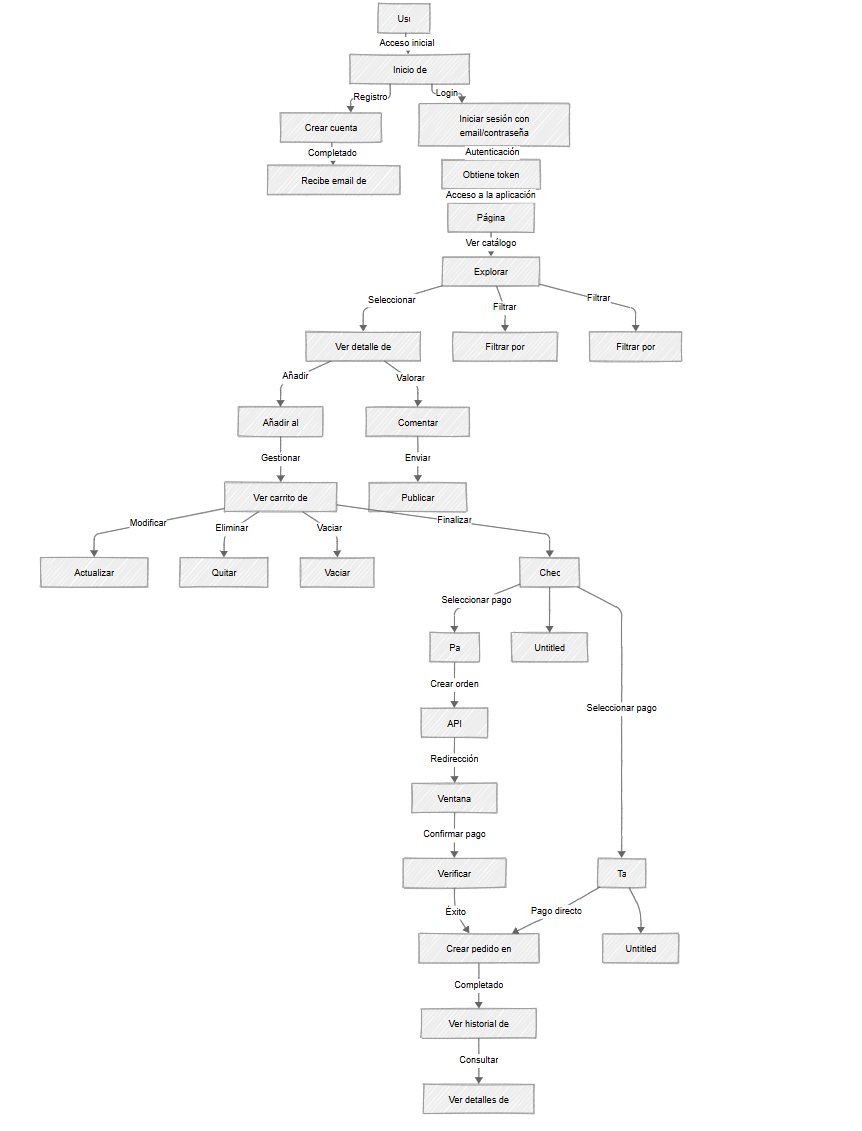 Usu
Acceso inicial
Inicio de
Registro
Login
Crear cuenta
Iniciar sesión con
email/contraseña
Completado
Autenticación
Recibe email de
Obtiene token
Acceso a la aplicación
Página
Ver catálogo
Explorar
Seleccionar
Filtrar
Filtrar
Ver detalle de
Filtrar por
Filtrar por
Añadir
Valorar
Añadir al
Comentar
Gestionar
Enviar
Ver carrito de
Publicar
Modificar
Eliminar
Vaciar
Finalizar
Actualizar
Quitar
Vaciar
Chec
Seleccionar pago
Pa
Untitled
Crear orden
Seleccionar pago
API
Redirección
Ventana
Confirmar pago
Verificar
Ta
Éxito
Pago directo
Crear pedido en
Untitled
Completado
Ver historial de
Consultar
Ver detalles de